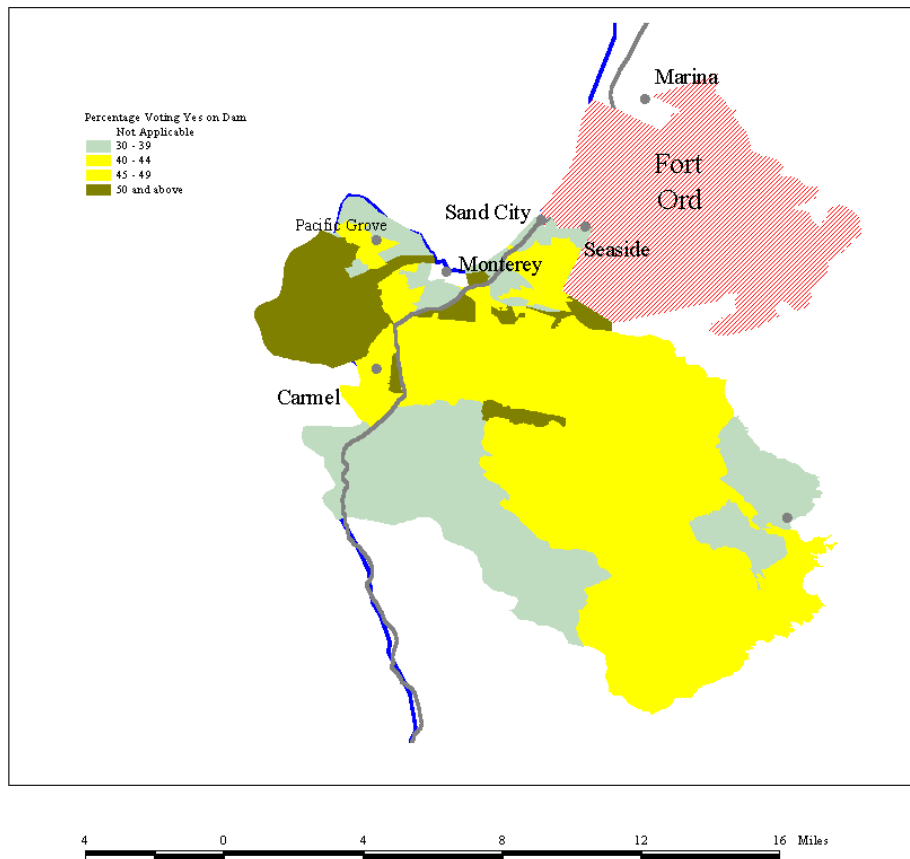 Marina
Percentage Voting Yes on Dam
Not Applicable
30 - 39
40 - 44
45 - 49
50 and above
Fort
Ord
Sand City
Pacific Grove
Seaside
Monterey
Carmel
4 0 4 8 12 16 Miles